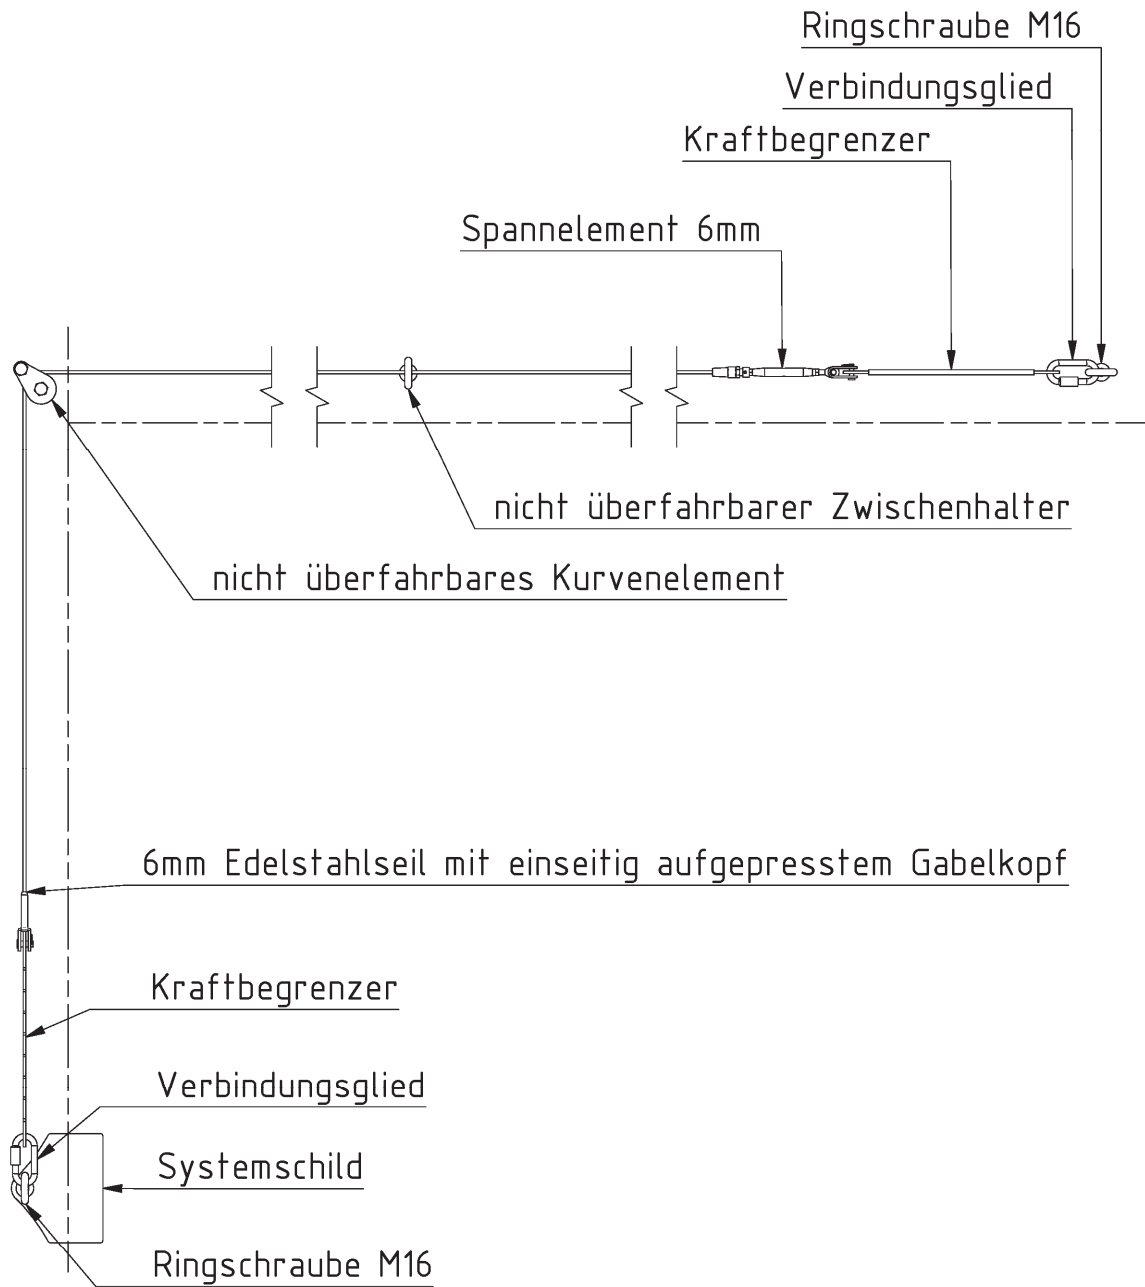 Ringschraube M16
Verbindungsglied
Kraftbegrenzer
Spannelement 6mm
nicht überfahrbarer Zwischenhalter
nicht überfahrbares Kurvenelement
6mm Edelstahlseil mit einseitig aufgepresstem Gabelkopf
Kraftbegrenzer
Verbindungsglied
Systemschild
Ringschraube M16